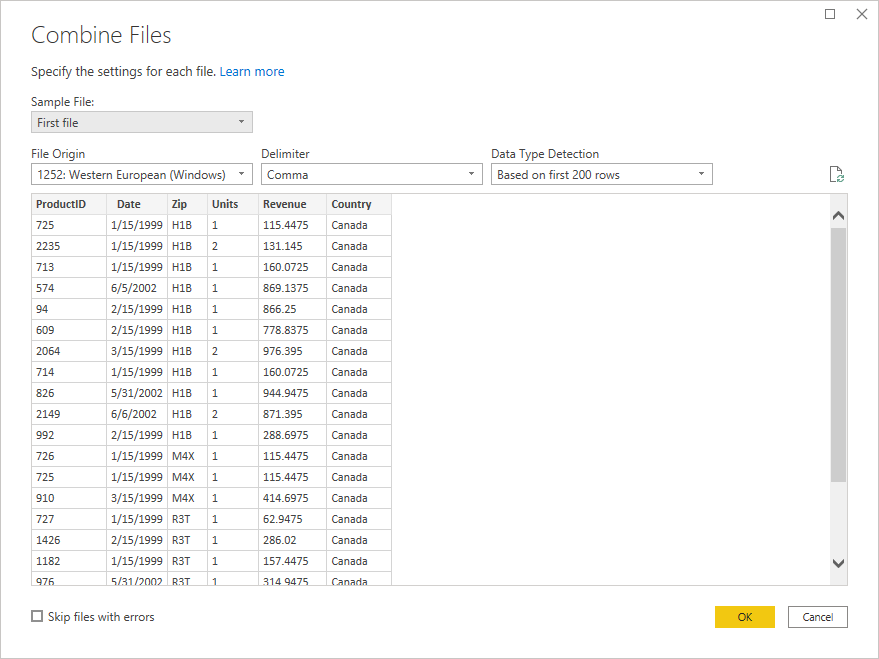 Combine Files
Specify the settings for each file. Learn more
Sample File:
First file
File Origin Delimiter Data Type Detection
1252: Western European (Windows) Comma Based on first 200 rows
ProductID Date Zip Units Revenue Country
725 1/15/1999 H1B 1 115.4475 Canada
2235 1/15/1999 H1B 2 131.145 Canada
713 1/15/1999 H1B 1 160.0725 Canada
574 6/5/2002 H1B 1 869.1375 Canada
94 2/15/1999 H1B 1 866.25 Canada
609 2/15/1999 H1B 1 778.8375 Canada
2064 3/15/1999 H1B 2 976.395 Canada
714 1/15/1999 H1B 1 160.0725 Canada
826 5/31/2002 H1B 1 944.9475 Canada
2149 6/6/2002 H1B 2 871.395 Canada
992 2/15/1999 H1B 1 288.6975 Canada
726 1/15/1999 M4X 1 115.4475 Canada
725 1/15/1999 M4X 1 115.4475 Canada
910 3/15/1999 M4X 1 414.6975 Canada
727 1/15/1999 R3T 1 62.9475 Canada
1426 2/15/1999 R3T 1 286.02 Canada
1182 1/15/1999 R3T 1 157.4475 Canada
976 5/31/2002 R3T 1 314.9475 Canada
Skip files with errors
OK Cancel